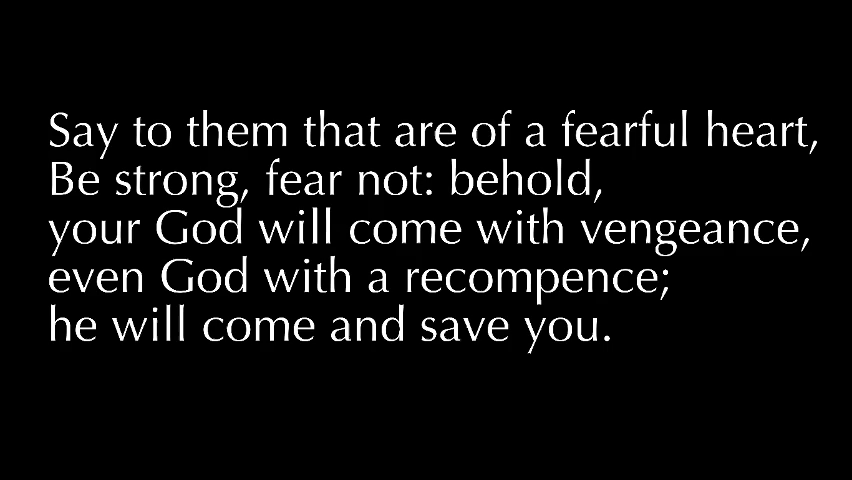 Say to them that are of a fearful heart,
Be strong, fear not: behold,
your God will come with vengeance,
even God with a recompence;
he will come and save you.